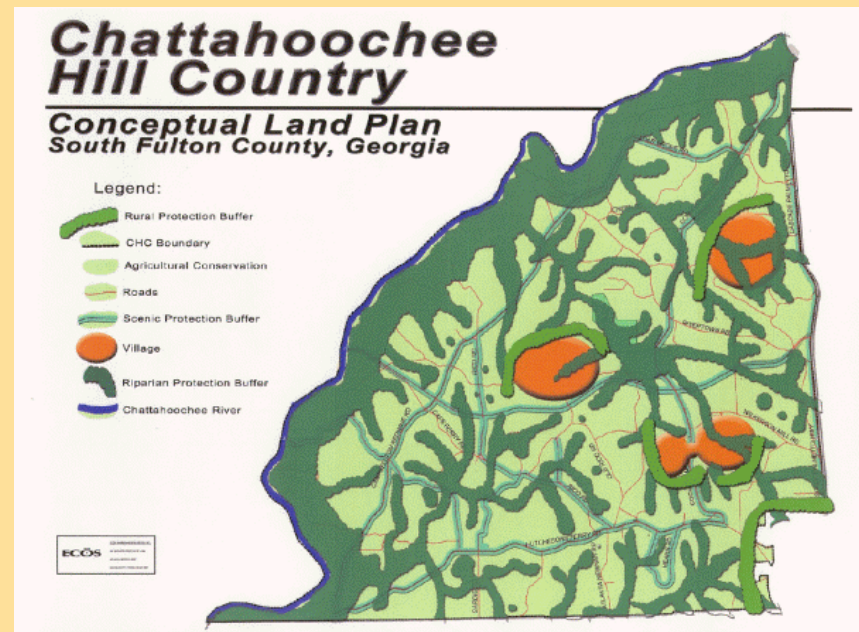 Chattahoochee
Hill Country
Conceptual Land Plan
South Fulton County, Georgia
Legend:
Rural Protection Buffer
CHC Boundary
Agricultural Conservation
Roads
Scenic Protection Buffer
Village
Riparian Protection Buffer
Chattahoochee River
ECOS